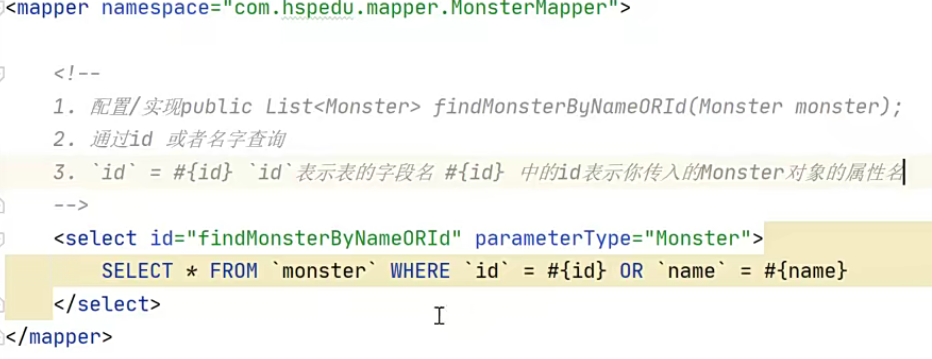 <mapper namespace="com.hspedu.mapper.MonsterMapper">
<!--
1. 配置/实现public List<Monster> findMonsterByNameORId(Monster monster);
2. 通过id 或者名字查询
3. `id` = #{id} `id`表示表的字段名 #{id} 中的id表示你传入的Monster对象的属性名
-->
<select id="findMonsterByNameORId" parameterType="Monster">
SELECT * FROM `monster` WHERE `id` = #{id} OR `name` = #{name}
</select>
</mapper>